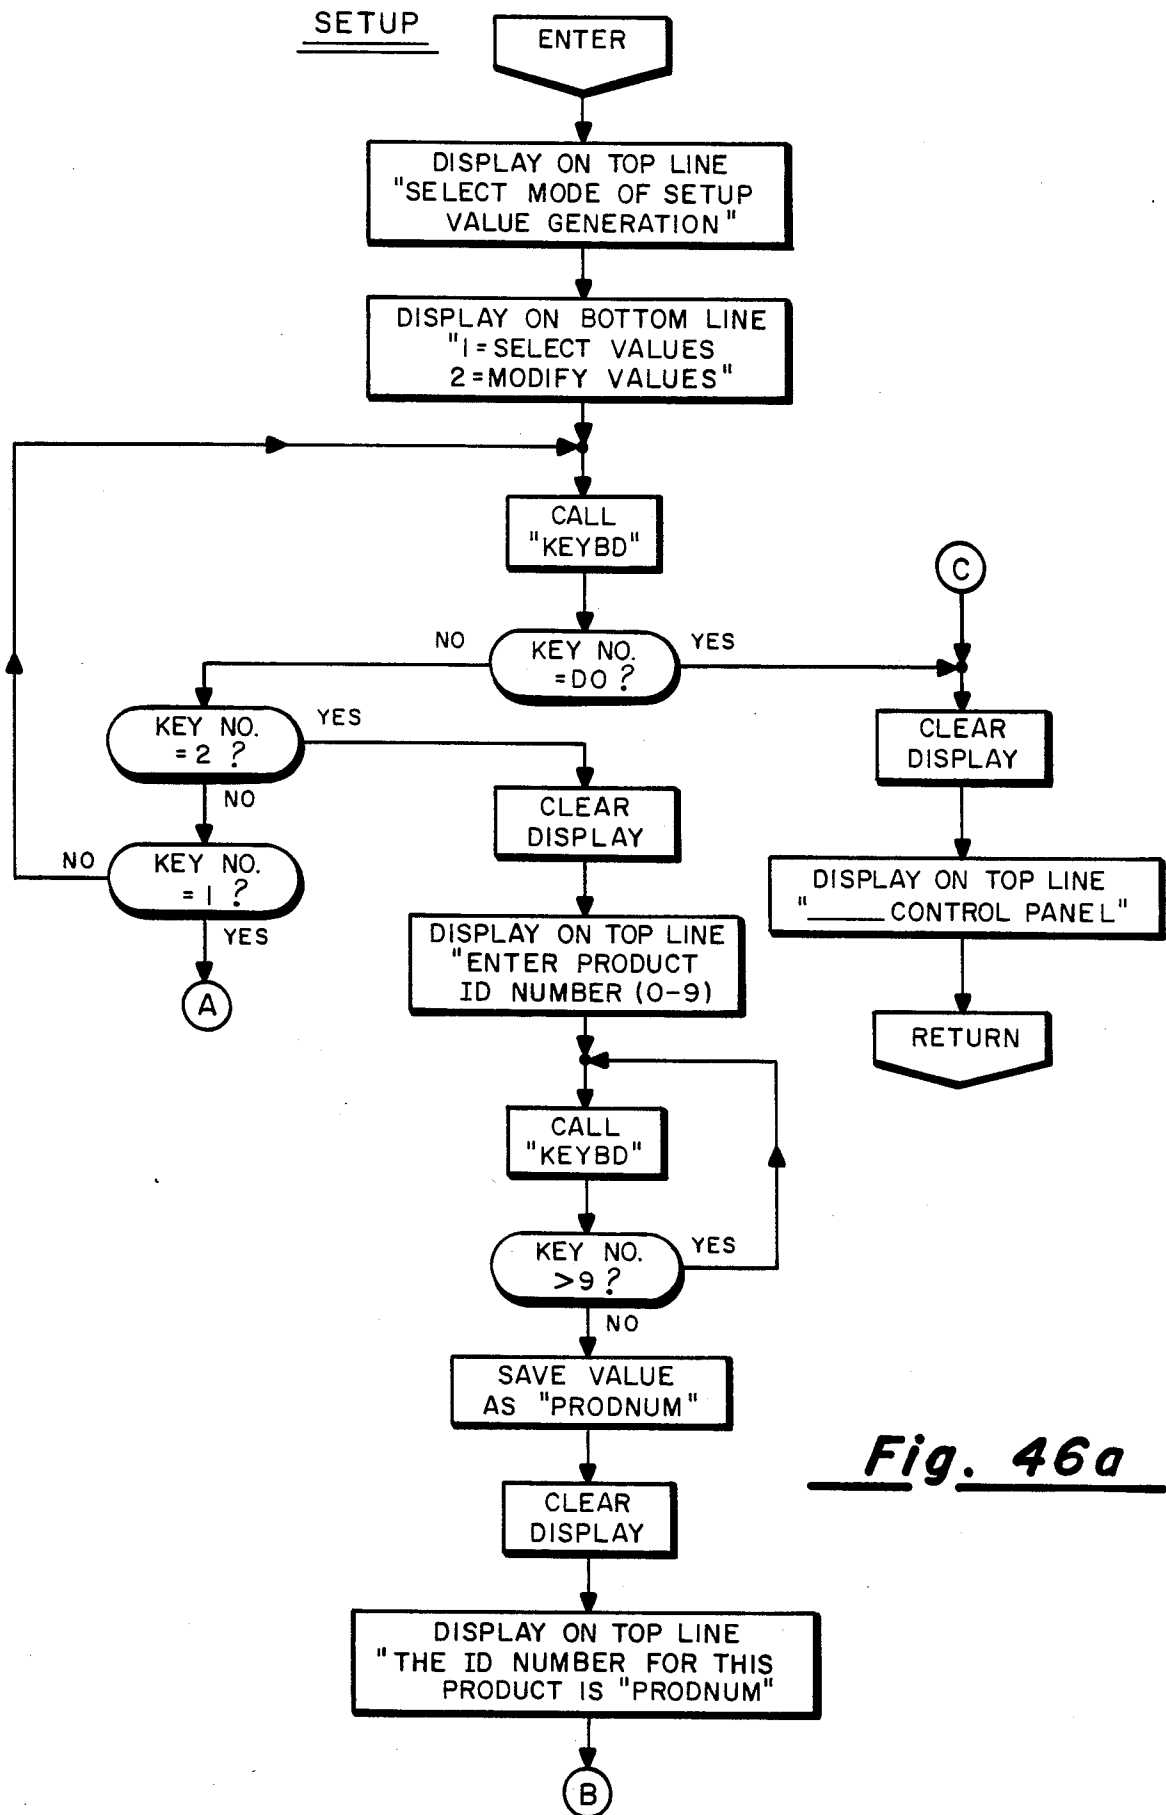 SETUP
ENTER
DISPLAY ON TOP LINE
"SELECT MODE OF SETUP
VALUE GENERATION"
DISPLAY ON BOTTOM LINE
"1=SELECT VALUES
2=MODIFY VALUES"
CALL
"KEYBD"
C
KEY NO.
=DO ?
NO
YES
KEY NO.
=2 ?
YES
NO
CLEAR
DISPLAY
CLEAR
DISPLAY
KEY NO.
=1 ?
NO
YES
A
DISPLAY ON TOP LINE
"____ CONTROL PANEL"
DISPLAY ON TOP LINE
"ENTER PRODUCT
ID NUMBER (0-9)
RETURN
CALL
"KEYBD"
KEY NO.
>9 ?
YES
NO
SAVE VALUE
AS "PRODNUM"
Fig. 46a
CLEAR
DISPLAY
DISPLAY ON TOP LINE
"THE ID NUMBER FOR THIS
PRODUCT IS "PRODNUM"
B